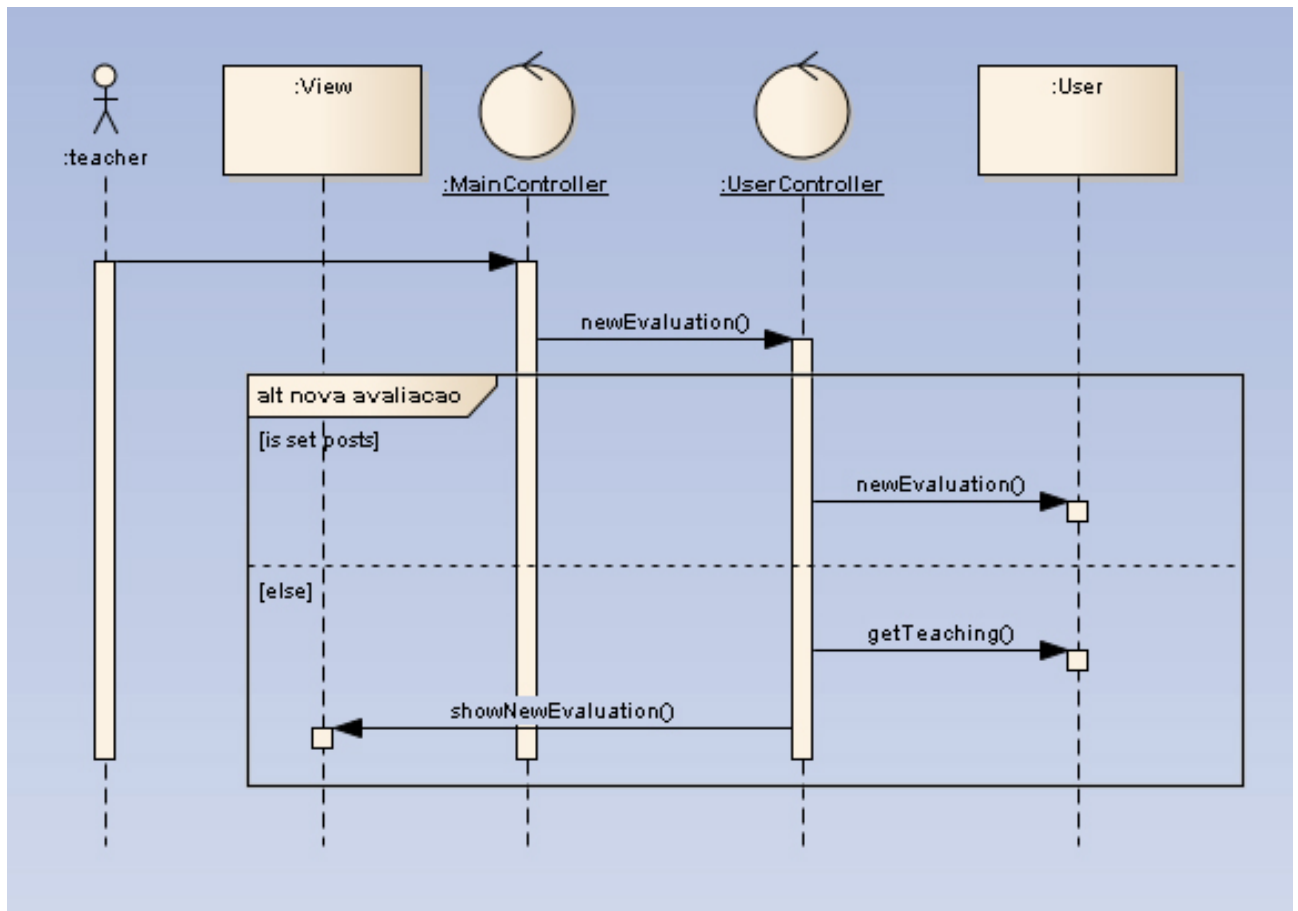 :View
:User
:teacher
:MainController
:UserController
newEvaluation()
alt nova avaliacao
[is set posts]
newEvaluation()
[else]
getTeaching()
showNewEvaluation()